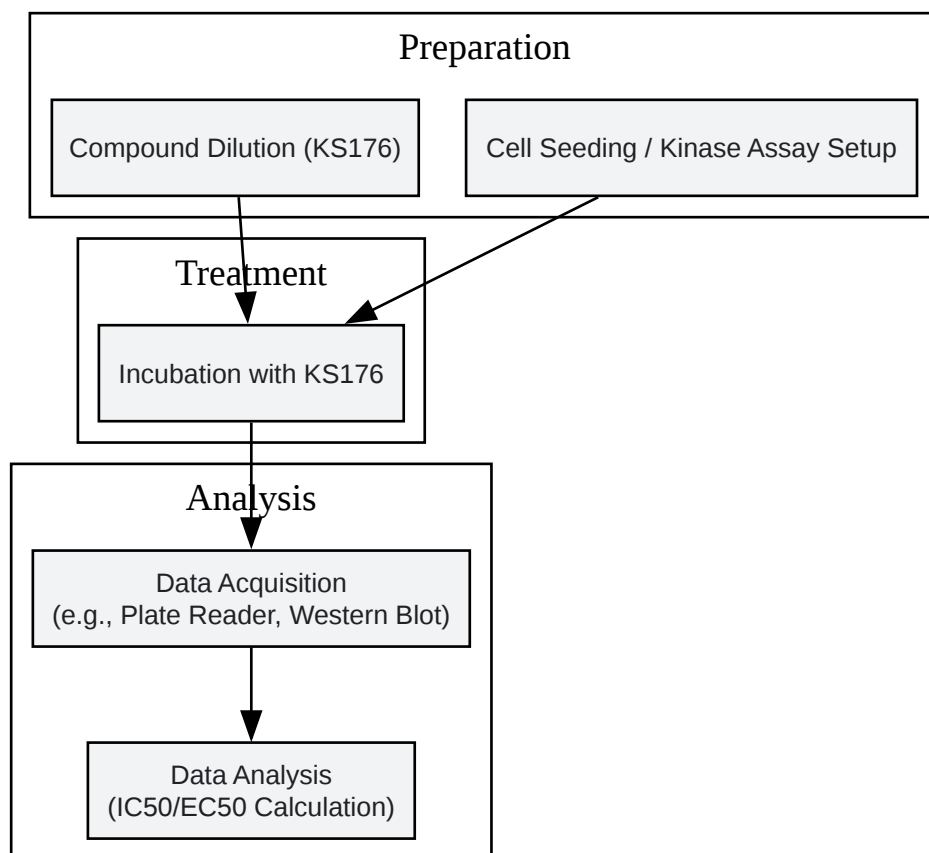 Preparation
Compound Dilution (KS176)
Cell Seeding / Kinase Assay Setup
Treatment
Incubation with KS176
Analysis
Data Acquisition
(e.g., Plate Reader, Western Blot)
Data Analysis
(IC50/EC50 Calculation)